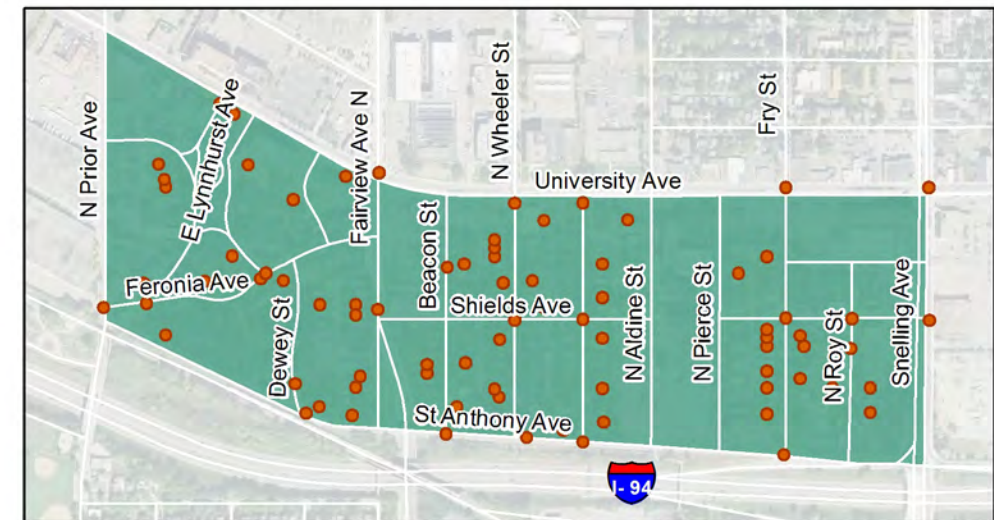 N Prior Ave
E Lynnhurst Ave
Fairview Ave N
N Wheeler St
Fry St
University Ave
Beacon St
Feronia Ave
Shields Ave
Dewey St
N Aldine St
N Pierce St
N Roy St
Snelling Ave
St Anthony Ave
I- 94